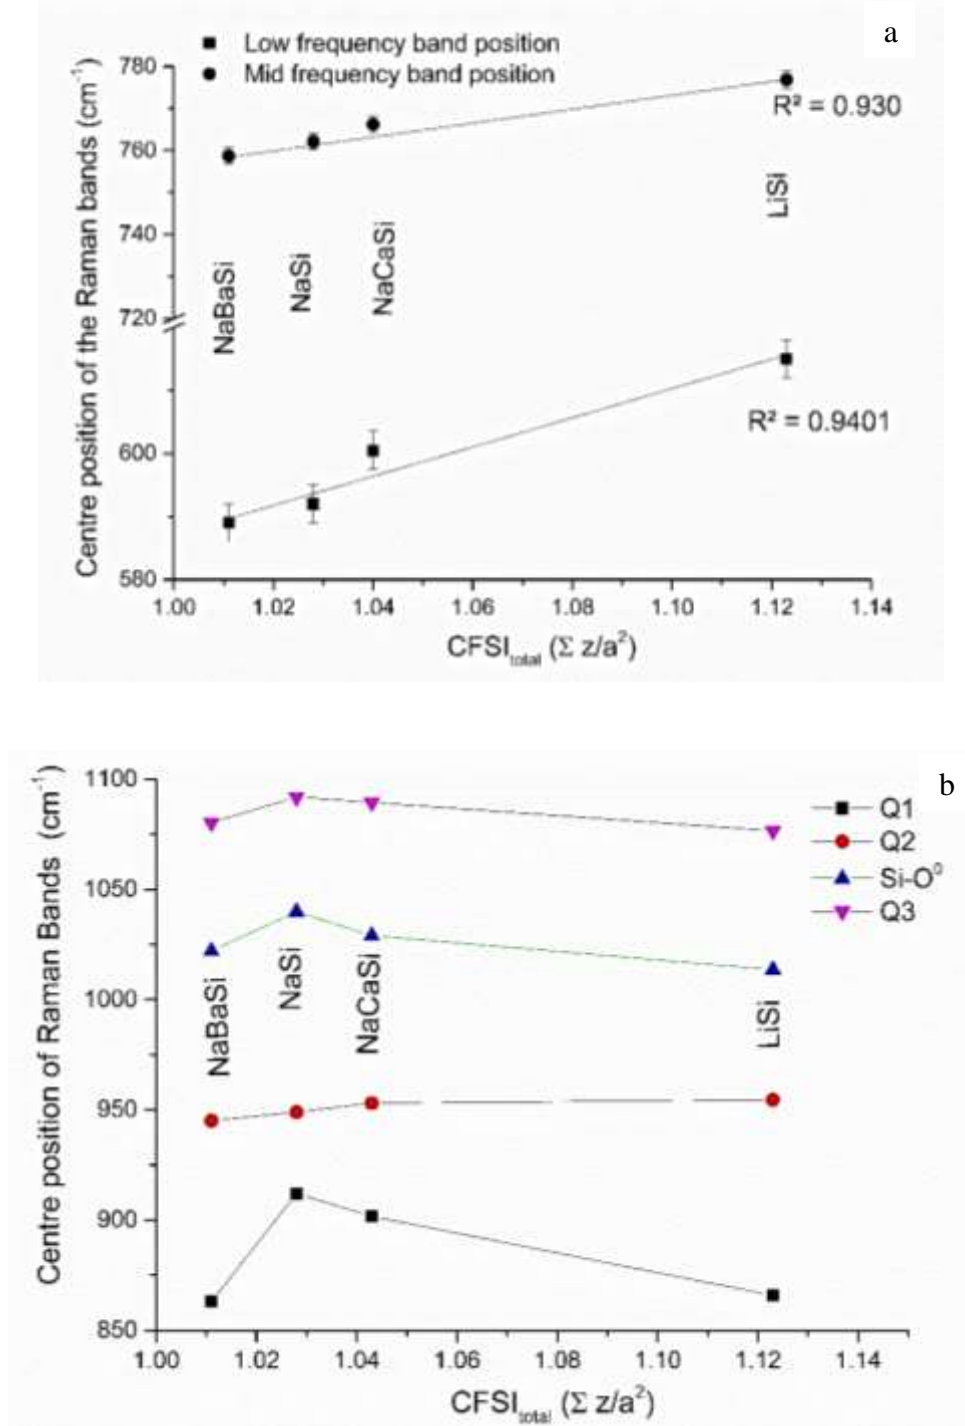 a
Low frequency band position
Mid frequency band position
780
760
740
720
600
580
Centre position of the Raman bands (cm⁻¹)
R² = 0.930
LiSi
NaBaSi
NaSi
NaCaSi
R² = 0.9401
1.00 1.02 1.04 1.06 1.08 1.10 1.12 1.14
CFSI_total (Σ z/a²)
b
1100
1050
1000
950
900
850
Centre position of Raman Bands (cm⁻¹)
Q1
Q2
Si-O⁰
Q3
NaBaSi
NaSi
NaCaSi
LiSi
1.00 1.02 1.04 1.06 1.08 1.10 1.12 1.14
CFSI_total (Σ z/a²)